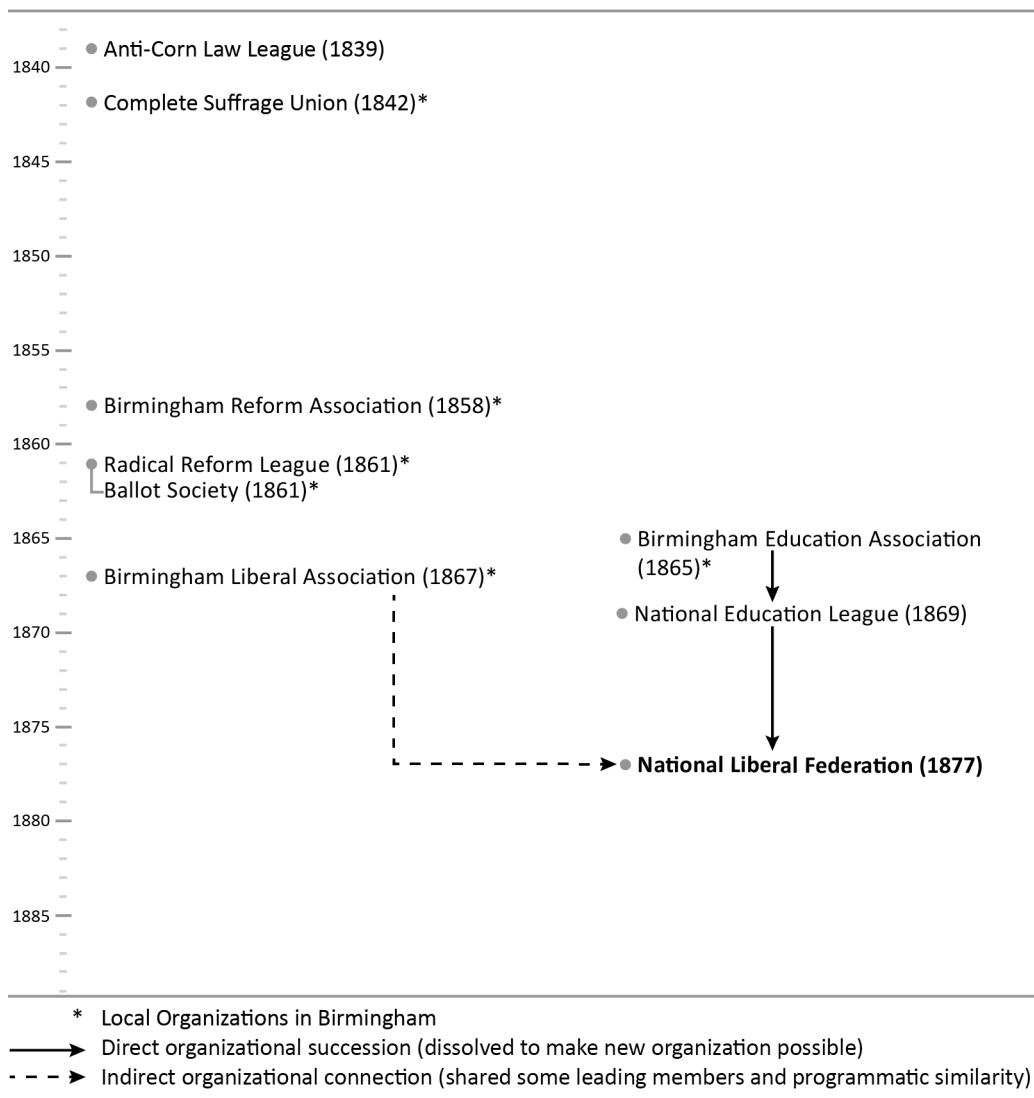 Anti-Corn Law League (1839)
1840
Complete Suffrage Union (1842)*
1845
1850
1855
Birmingham Reform Association (1858)*
1860
Radical Reform League (1861)*
Ballot Society (1861)*
1865
Birmingham Education Association
(1865)*
Birmingham Liberal Association (1867)*
National Education League (1869)
1870
1875
National Liberal Federation (1877)
1880
1885
* Local Organizations in Birmingham
Direct organizational succession (dissolved to make new organization possible)
Indirect organizational connection (shared some leading members and programmatic similarity)